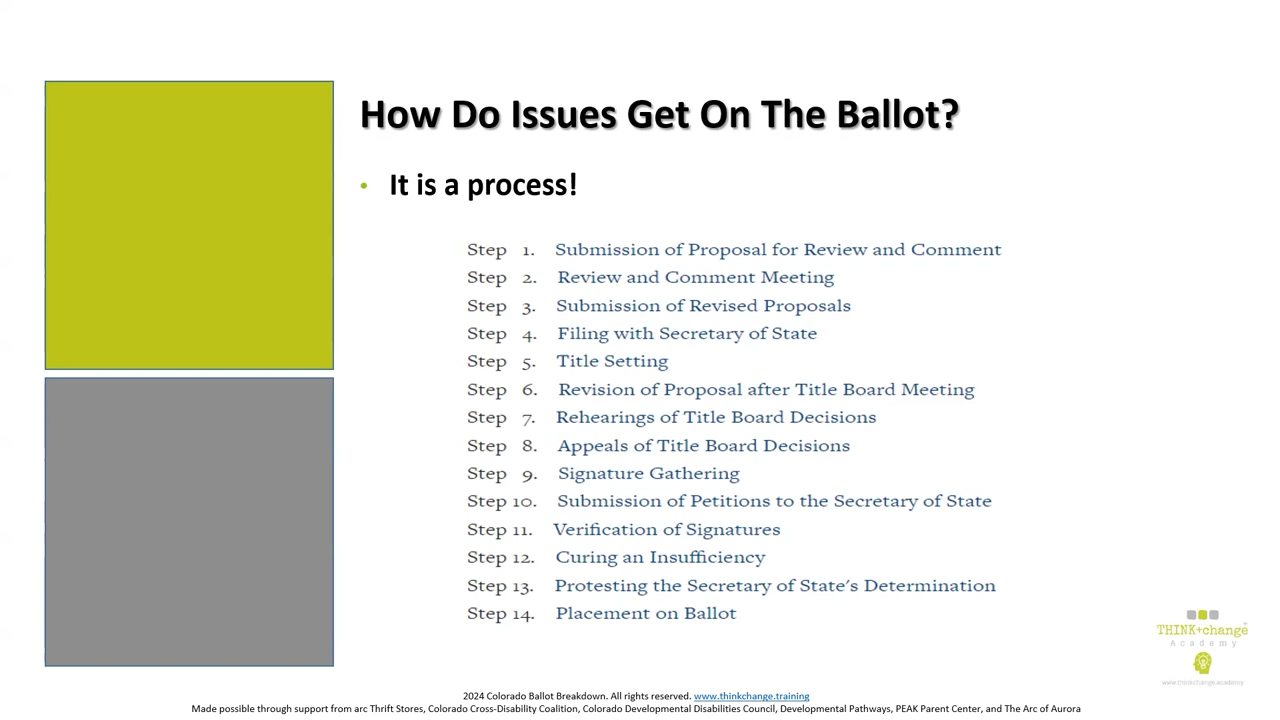 How Do Issues Get On The Ballot?
• It is a process!
Step 1. Submission of Proposal for Review and Comment
Step 2. Review and Comment Meeting
Step 3. Submission of Revised Proposals
Step 4. Filing with Secretary of State
Step 5. Title Setting
Step 6. Revision of Proposal after Title Board Meeting
Step 7. Rehearings of Title Board Decisions
Step 8. Appeals of Title Board Decisions
Step 9. Signature Gathering
Step 10. Submission of Petitions to the Secretary of State
Step 11. Verification of Signatures
Step 12. Curing an Insufficiency
Step 13. Protesting the Secretary of State's Determination
Step 14. Placement on Ballot
THINK+change
Academy
www.thinkchange.academy
2024 Colorado Ballot Breakdown. All rights reserved. www.thinkchange.training
Made possible through support from arc Thrift Stores, Colorado Cross-Disability Coalition, Colorado Developmental Disabilities Council, Developmental Pathways, PEAK Parent Center, and The Arc of Aurora